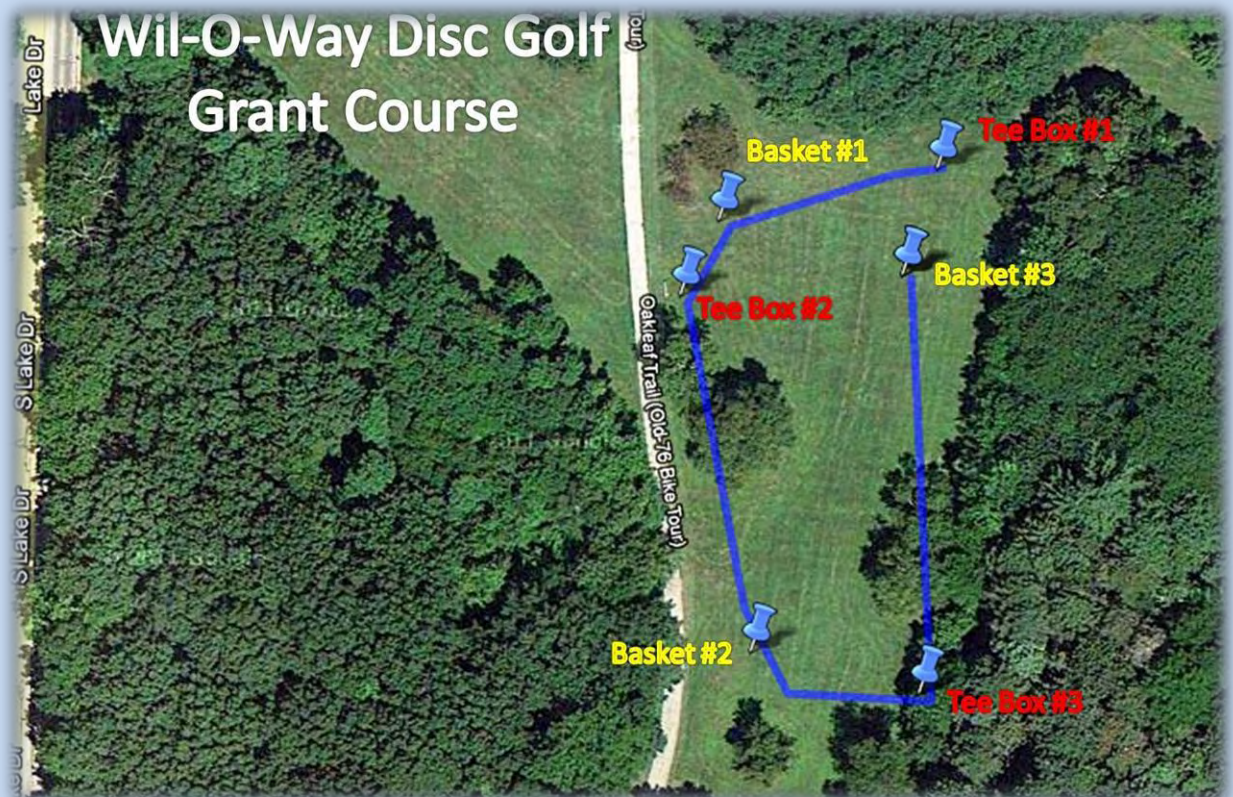 Wil-O-Way Disc Golf
Grant Course
Lake Dr
Tour)
Tee Box #1
Basket #1
Basket #3
Tee Box #2
S Lake Dr
Oakleaf Trail (Old-76 Bike Tour)
S Lake Dr
Basket #2
Tee Box #3